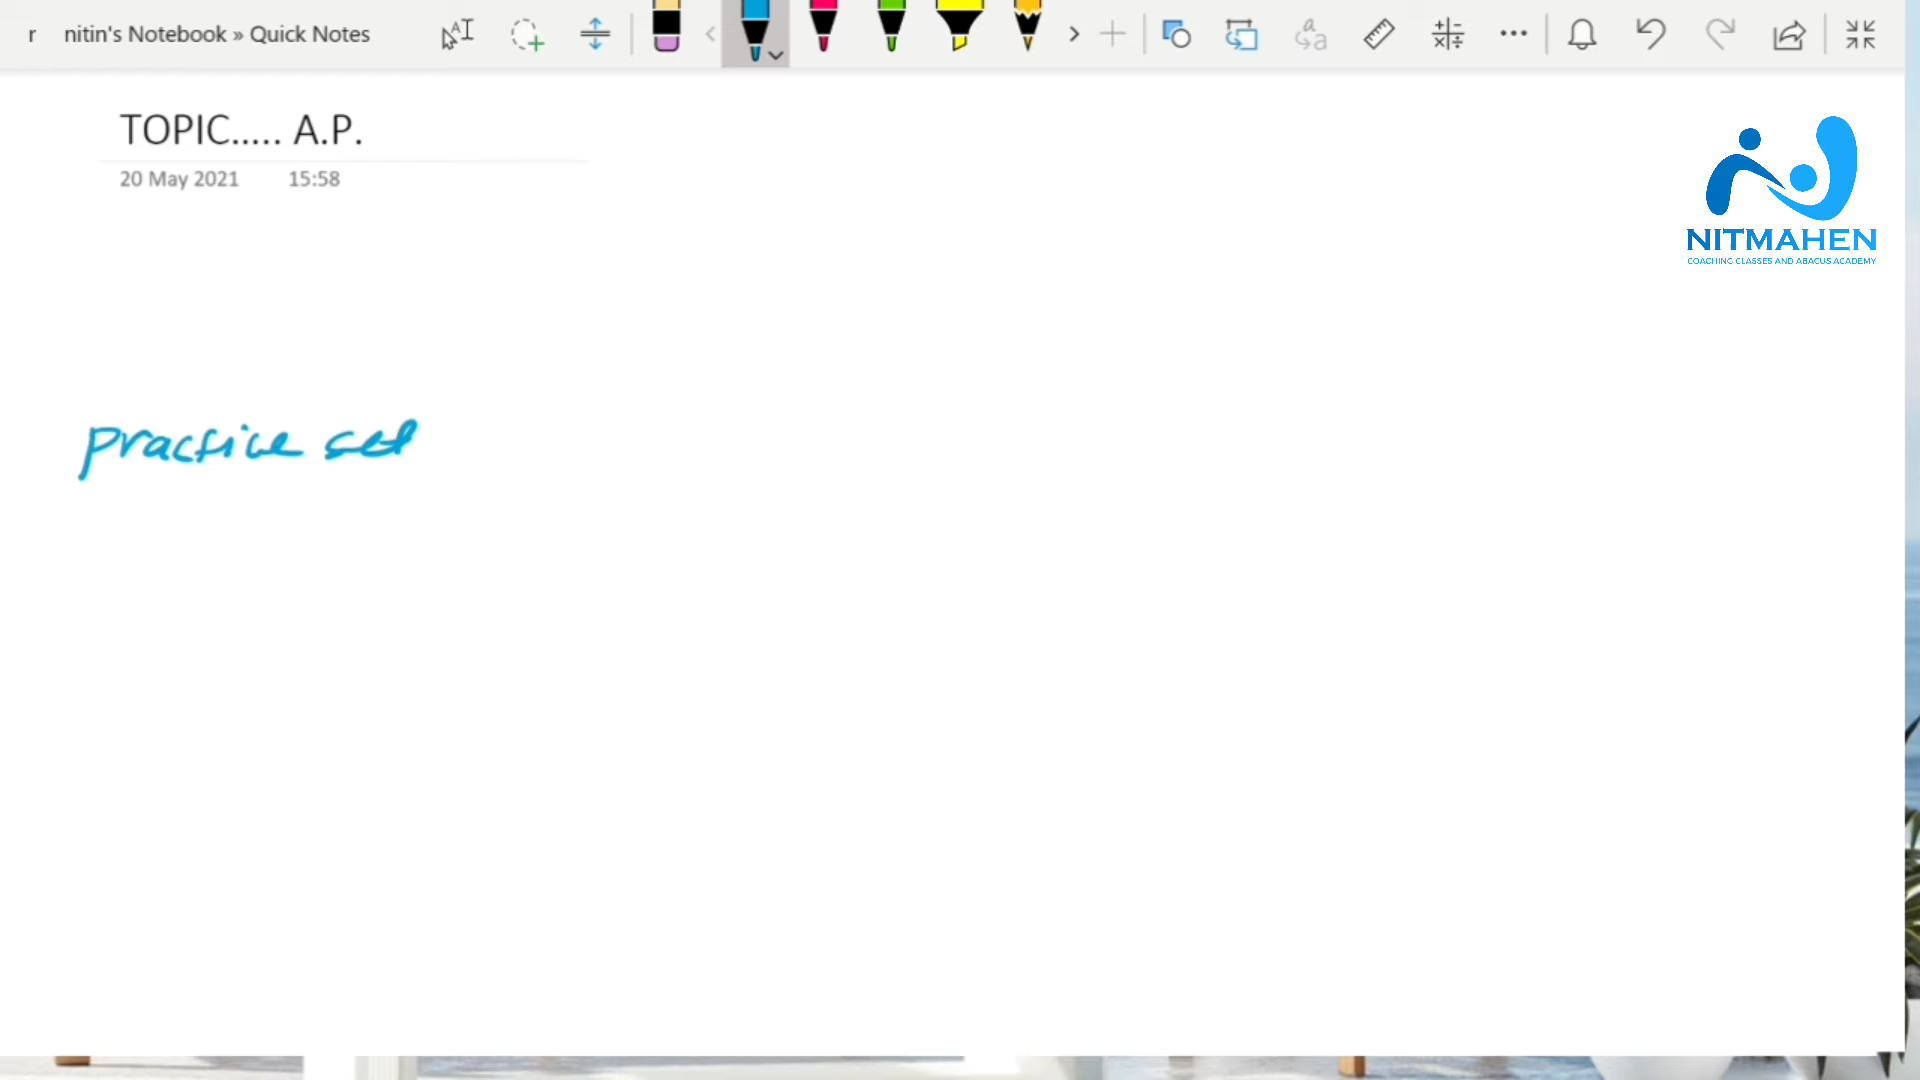 r nitin's Notebook » Quick Notes
TOPIC..... A.P.
20 May 2021 15:58
NITMAHEN
COACHING CLASSES AND ABACUS ACADEMY
practice set